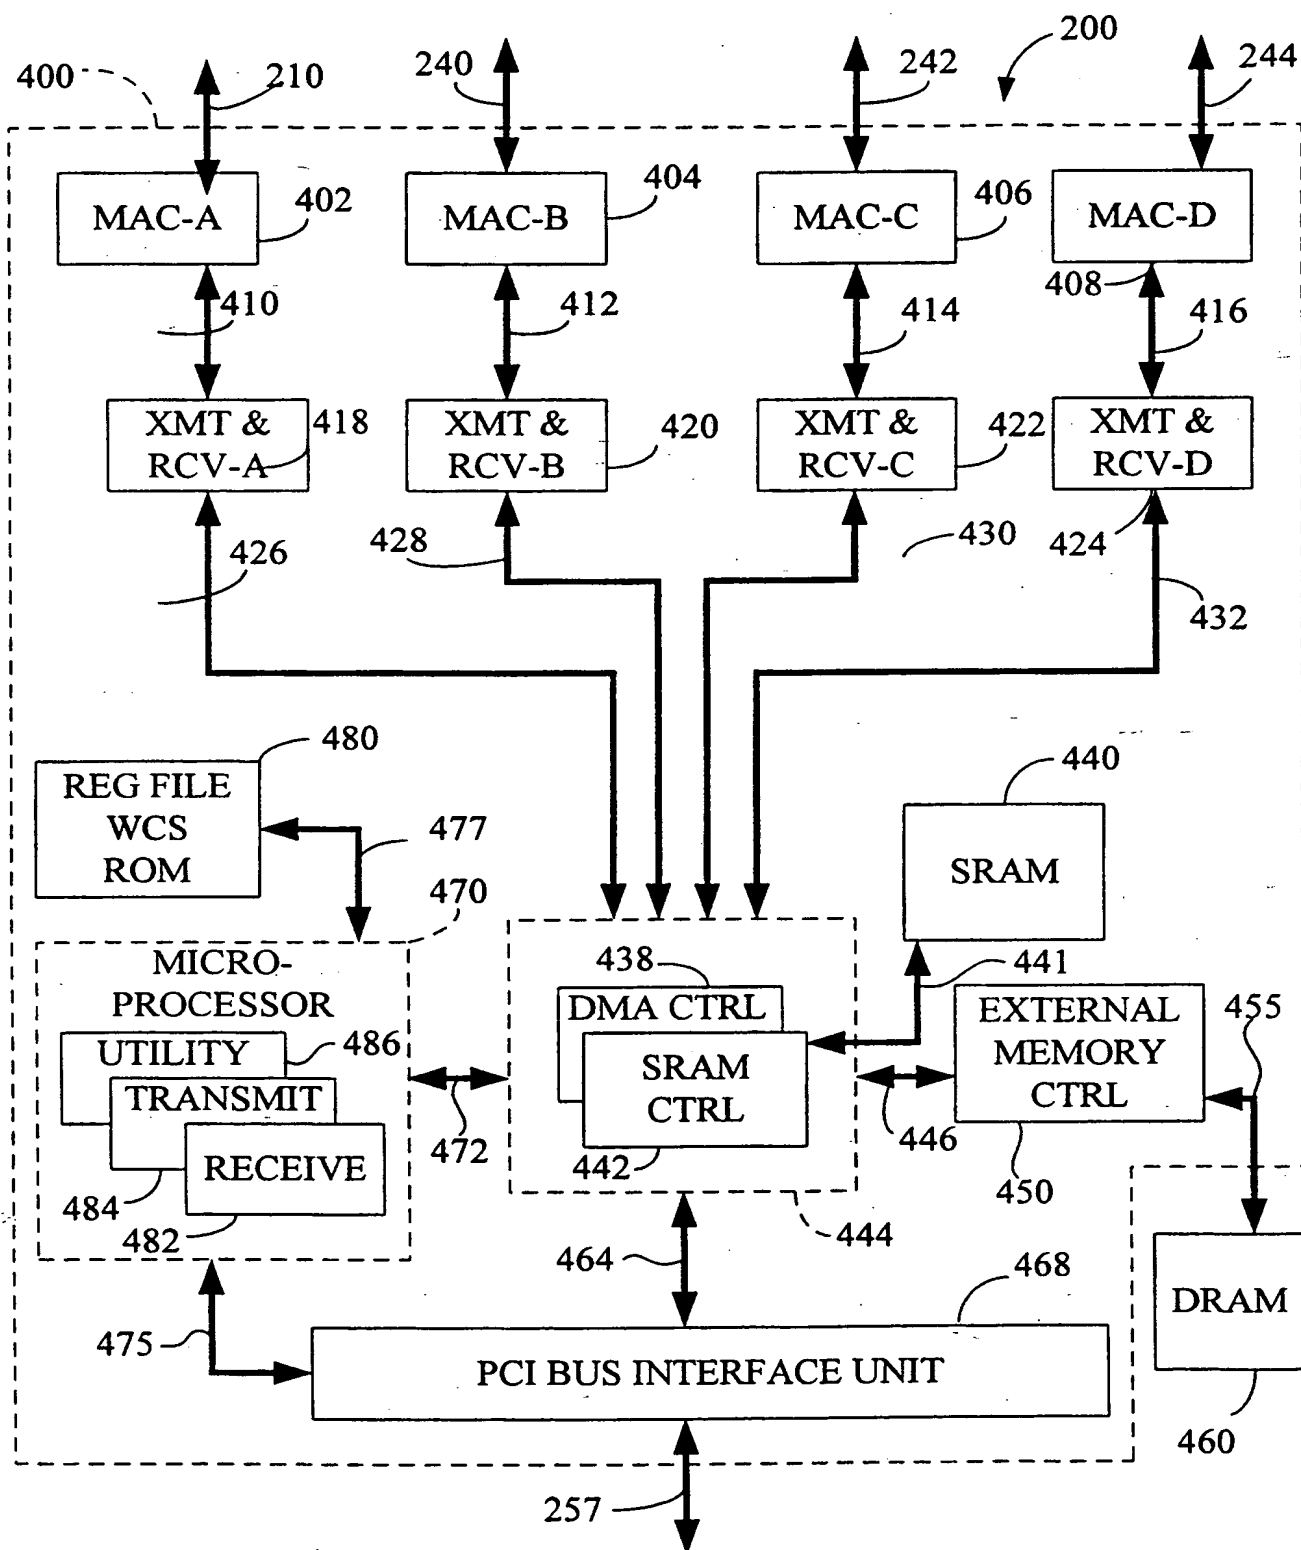 200
400
210
240
242
244
MAC-A
402
MAC-B
404
MAC-C
406
MAC-D
408
410
412
414
416
XMT &
RCV-A
418
XMT &
RCV-B
420
XMT &
RCV-C
422
XMT &
RCV-D
424
426
428
430
432
480
REG FILE
WCS
ROM
477
440
SRAM
470
MICRO-
PROCESSOR
UTILITY
486
TRANSMIT
RECEIVE
484
482
472
438
DMA CTRL
SRAM
CTRL
442
441
444
EXTERNAL
MEMORY
CTRL
455
446
450
464
468
475
PCI BUS INTERFACE UNIT
DRAM
460
257